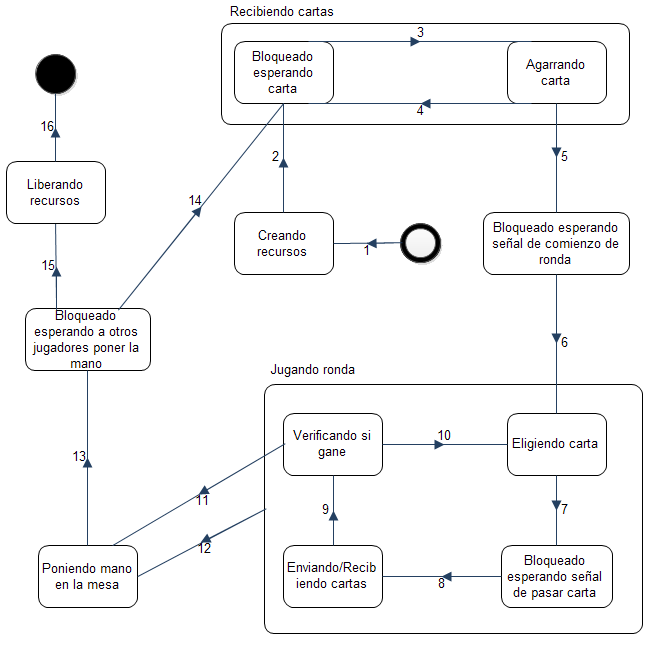 Recibiendo cartas
3
Bloqueado
esperando
carta
Agarrando
carta
4
16
2
5
Liberando
recursos
14
Creando
recursos
1
Bloqueado esperando
señal de comienzo de
ronda
15
Bloqueado
esperando a otros
jugadores poner la
mano
6
Jugando ronda
Verificando si
gane
10
Eligiendo carta
13
11
9
7
12
Poniendo mano
en la mesa
Enviando/Recib
iendo cartas
8
Bloqueado
esperando señal
de pasar carta